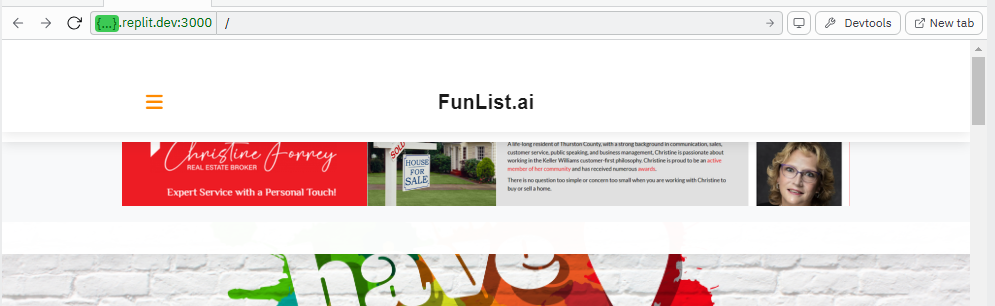 {...}.replit.dev:3000 /
Devtools
New tab
FunList.ai
Christine Forrey
REAL ESTATE BROKER
Expert Service with a Personal Touch!
SOLD
HOUSE
FOR
SALE
A life-long resident of Thurston County, with a strong background in communication, sales,
customer service, public speaking, and business management, Christine is passionate about
working in the Keller Williams customer-first philosophy. Christine is proud to be an active
member of her community and has received numerous awards.
There is no question too simple or concern too small when you are working with Christine to
buy or sell a home.
have